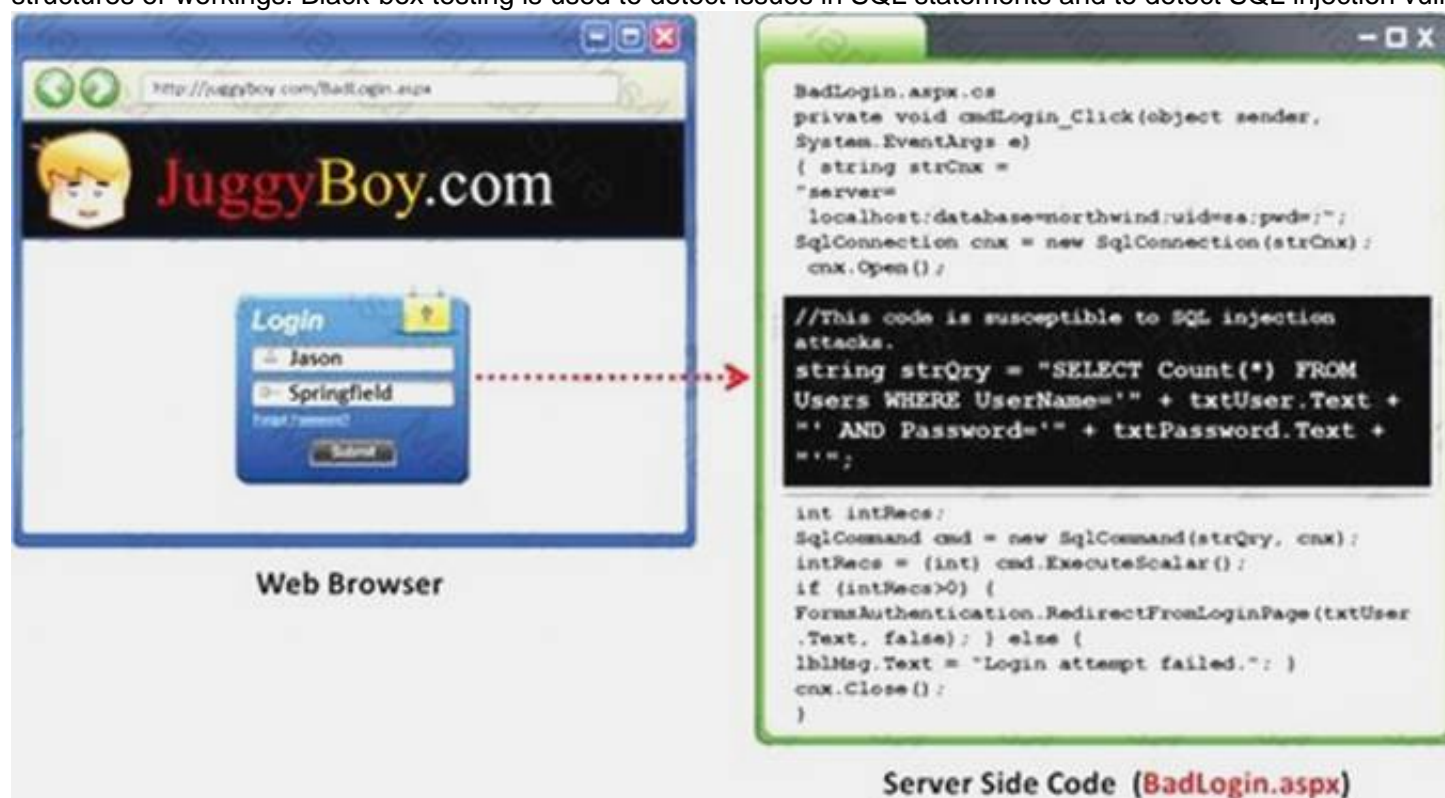 structures or workings. Black-box testing is used to detect issues in SQL statements and to detect SQL injection vul
http://juggyboy.com/BadLogin.aspx
JuggyBoy.com
Login
Jason
Springfield
Forgot Password?
Submit
Web Browser
BadLogin.aspx.cs
private void cmdLogin_Click(object sender,
System.EventArgs e)
{ string strCnx =
"server=
localhost;database=northwind;uid=sa;pwd=;";
SqlConnection cnx = new SqlConnection(strCnx);
cnx.Open();
//This code is susceptible to SQL injection
attacks.
string strQry = "SELECT Count(*) FROM
Users WHERE UserName='" + txtUser.Text +
"' AND Password='" + txtPassword.Text +
"'";
int intRecs;
SqlCommand cmd = new SqlCommand(strQry, cnx);
intRecs = (int) cmd.ExecuteScalar();
if (intRecs>0) {
FormsAuthentication.RedirectFromLoginPage(txtUser
.Text, false); } else {
lblMsg.Text = "Login attempt failed."; }
cnx.Close();
}
Server Side Code (BadLogin.aspx)